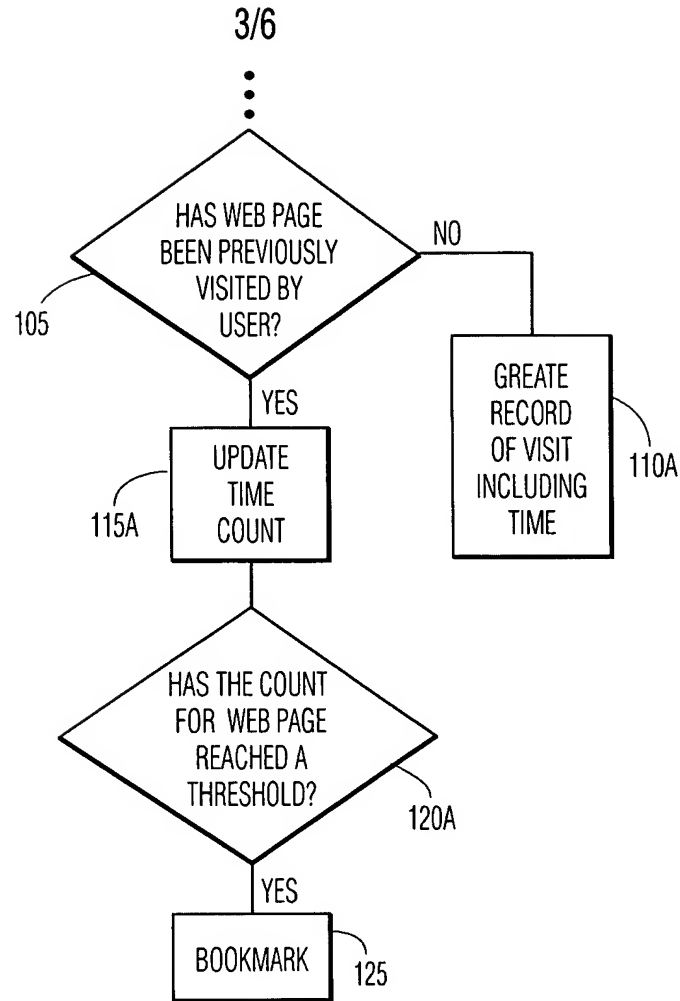 3/6
HAS WEB PAGE
BEEN PREVIOUSLY
VISITED BY
USER?
105
NO
GREATE
RECORD
OF VISIT
INCLUDING
TIME
110A
YES
UPDATE
TIME
COUNT
115A
HAS THE COUNT
FOR WEB PAGE
REACHED A
THRESHOLD?
120A
YES
BOOKMARK
125